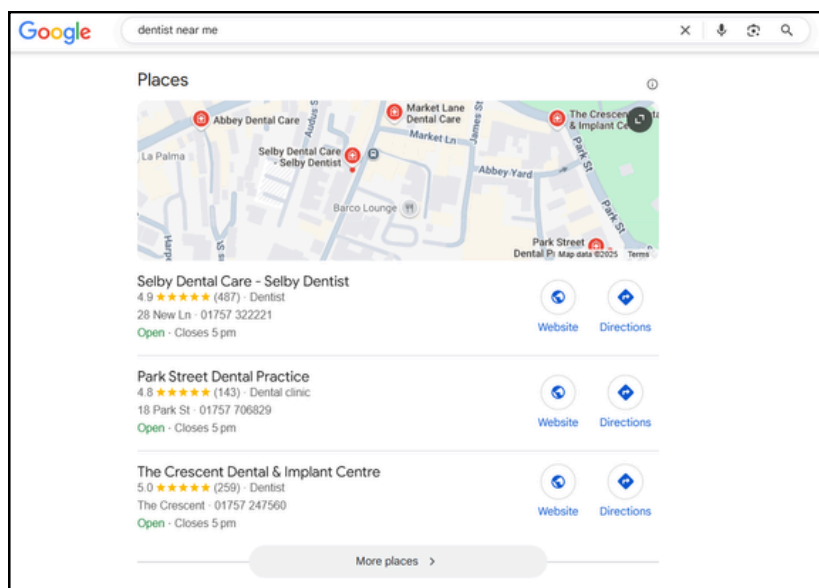 Google
dentist near me
Places
Abbey Dental Care
Market Lane
Dental Care
The Crescent
& Implant
La Palma
Audus S
Selby Dental Care
- Selby Dentist
Market Ln
James St
Park St
Abbey Yard
Barco Lounge
Park St
Park Street
Dental
Map data ©2025
Terms
Selby Dental Care - Selby Dentist
4.9 ★★★★★ (487) · Dentist
28 New Ln · 01757 322221
Open · Closes 5 pm
Website
Directions
Park Street Dental Practice
4.8 ★★★★★ (143) · Dental clinic
18 Park St · 01757 706829
Open · Closes 5 pm
Website
Directions
The Crescent Dental & Implant Centre
5.0 ★★★★★ (259) · Dentist
The Crescent · 01757 247560
Open · Closes 5 pm
Website
Directions
More places >